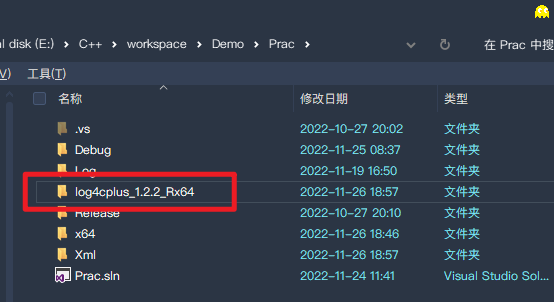 al disk (E:) > C++ > workspace > Demo > Prac >
在 Prac 中搜
(V) 工具(T)
名称 修改日期 类型
.vs 2022-10-27 20:02 文件夹
Debug 2022-11-25 08:37 文件夹
Log 2022-11-19 16:50 文件夹
log4cplus_1.2.2_Rx64 2022-11-26 18:57 文件夹
Release 2022-10-27 20:10 文件夹
x64 2022-11-26 18:46 文件夹
Xml 2022-11-26 18:57 文件夹
Prac.sln 2022-11-24 11:41 Visual Studio Sol...